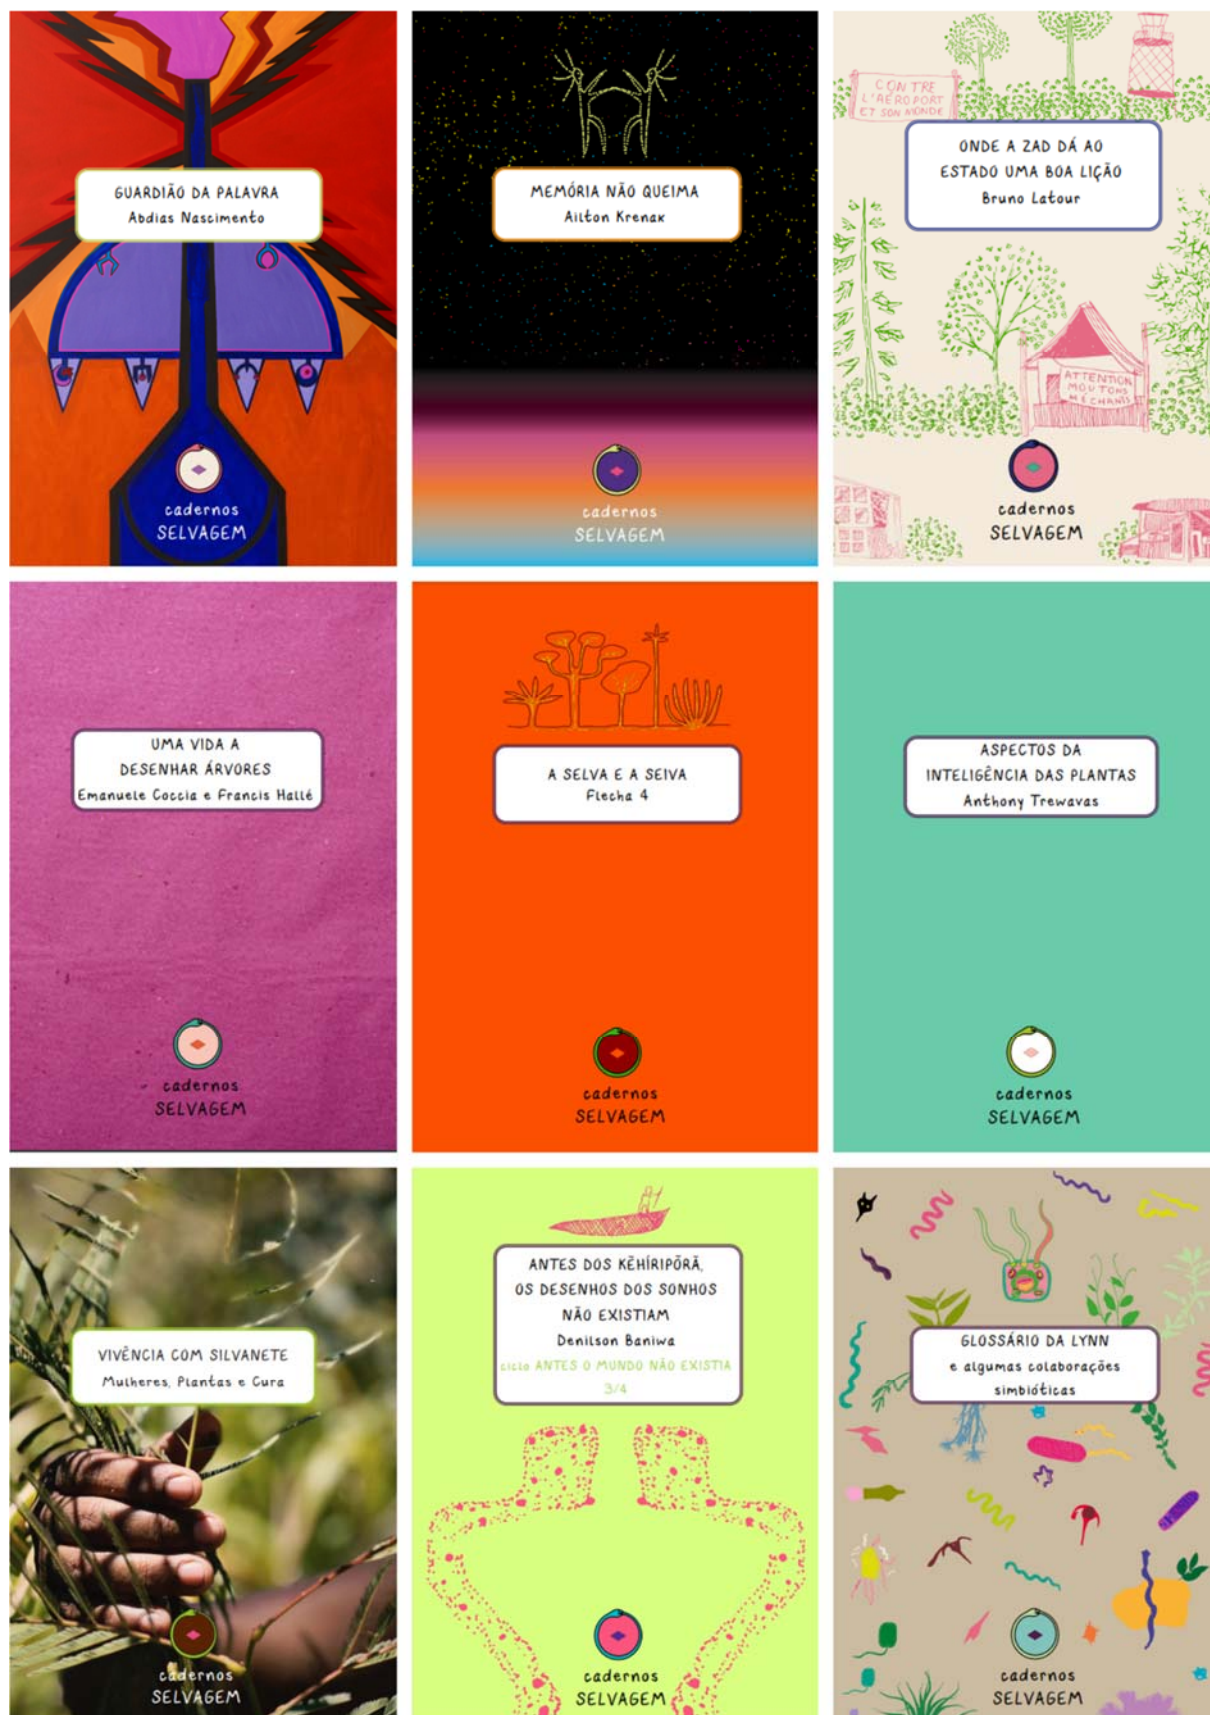 GUARDIÃO DA PALAVRA
Abdias Nascimento
cadernos
SELVAGEM
MEMÓRIA NÃO QUEIMA
Ailton Krenak
cadernos
SELVAGEM
CONTRE
L'AÉROPORT
ET SON MONDE
ONDE A ZAD DÁ AO
ESTADO UMA BOA LIÇÃO
Bruno Latour
ATTENTION
MOUTONS
MÉCHANTS
cadernos
SELVAGEM
UMA VIDA A
DESENHAR ÁRVORES
Emanuele Coccia e Francis Hallé
cadernos
SELVAGEM
A SELVA E A SEIVA
Flecha 4
cadernos
SELVAGEM
ASPECTOS DA
INTELIGÊNCIA DAS PLANTAS
Anthony Trewavas
cadernos
SELVAGEM
VIVÊNCIA COM SILVANETE
Mulheres, Plantas e Cura
cadernos
SELVAGEM
ANTES DOS KẼHÍRIPÕRÃ,
OS DESENHOS DOS SONHOS
NÃO EXISTIAM
Denilson Baniwa
ciclo ANTES O MUNDO NÃO EXISTIA
3/4
cadernos
SELVAGEM
GLOSSÁRIO DA LYNN
e algumas colaborações
simbióticas
cadernos
SELVAGEM